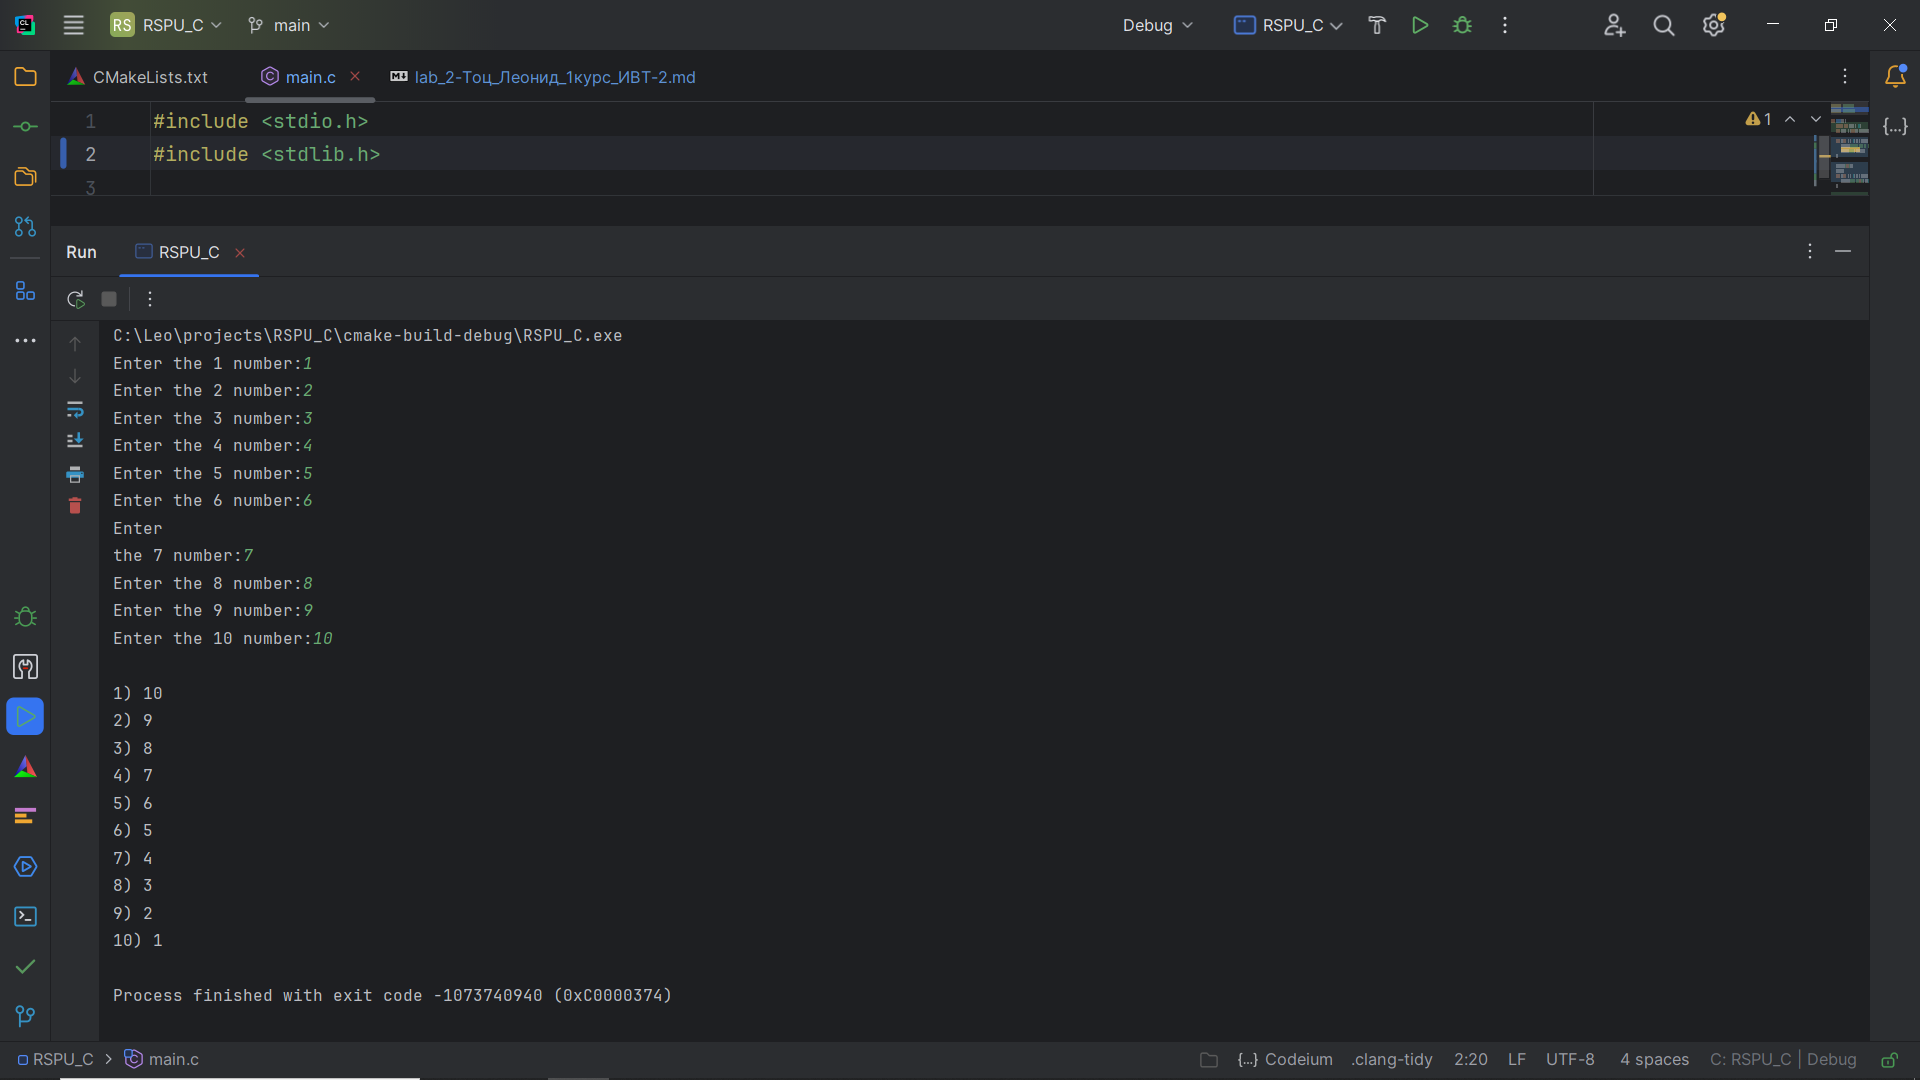 RS RSPU_C main Debug RSPU_C
CMakeLists.txt main.c lab_2-Тоц_Леонид_1курс_ИВТ-2.md
1 #include <stdio.h> 1
2 #include <stdlib.h>
3
Run RSPU_C
C:\Leo\projects\RSPU_C\cmake-build-debug\RSPU_C.exe
Enter the 1 number:1
Enter the 2 number:2
Enter the 3 number:3
Enter the 4 number:4
Enter the 5 number:5
Enter the 6 number:6
Enter
the 7 number:7
Enter the 8 number:8
Enter the 9 number:9
Enter the 10 number:10
1) 10
2) 9
3) 8
4) 7
5) 6
6) 5
7) 4
8) 3
9) 2
10) 1
Process finished with exit code -1073740940 (0xC0000374)
RSPU_C > main.c {...} Codeium .clang-tidy 2:20 LF UTF-8 4 spaces C: RSPU_C | Debug